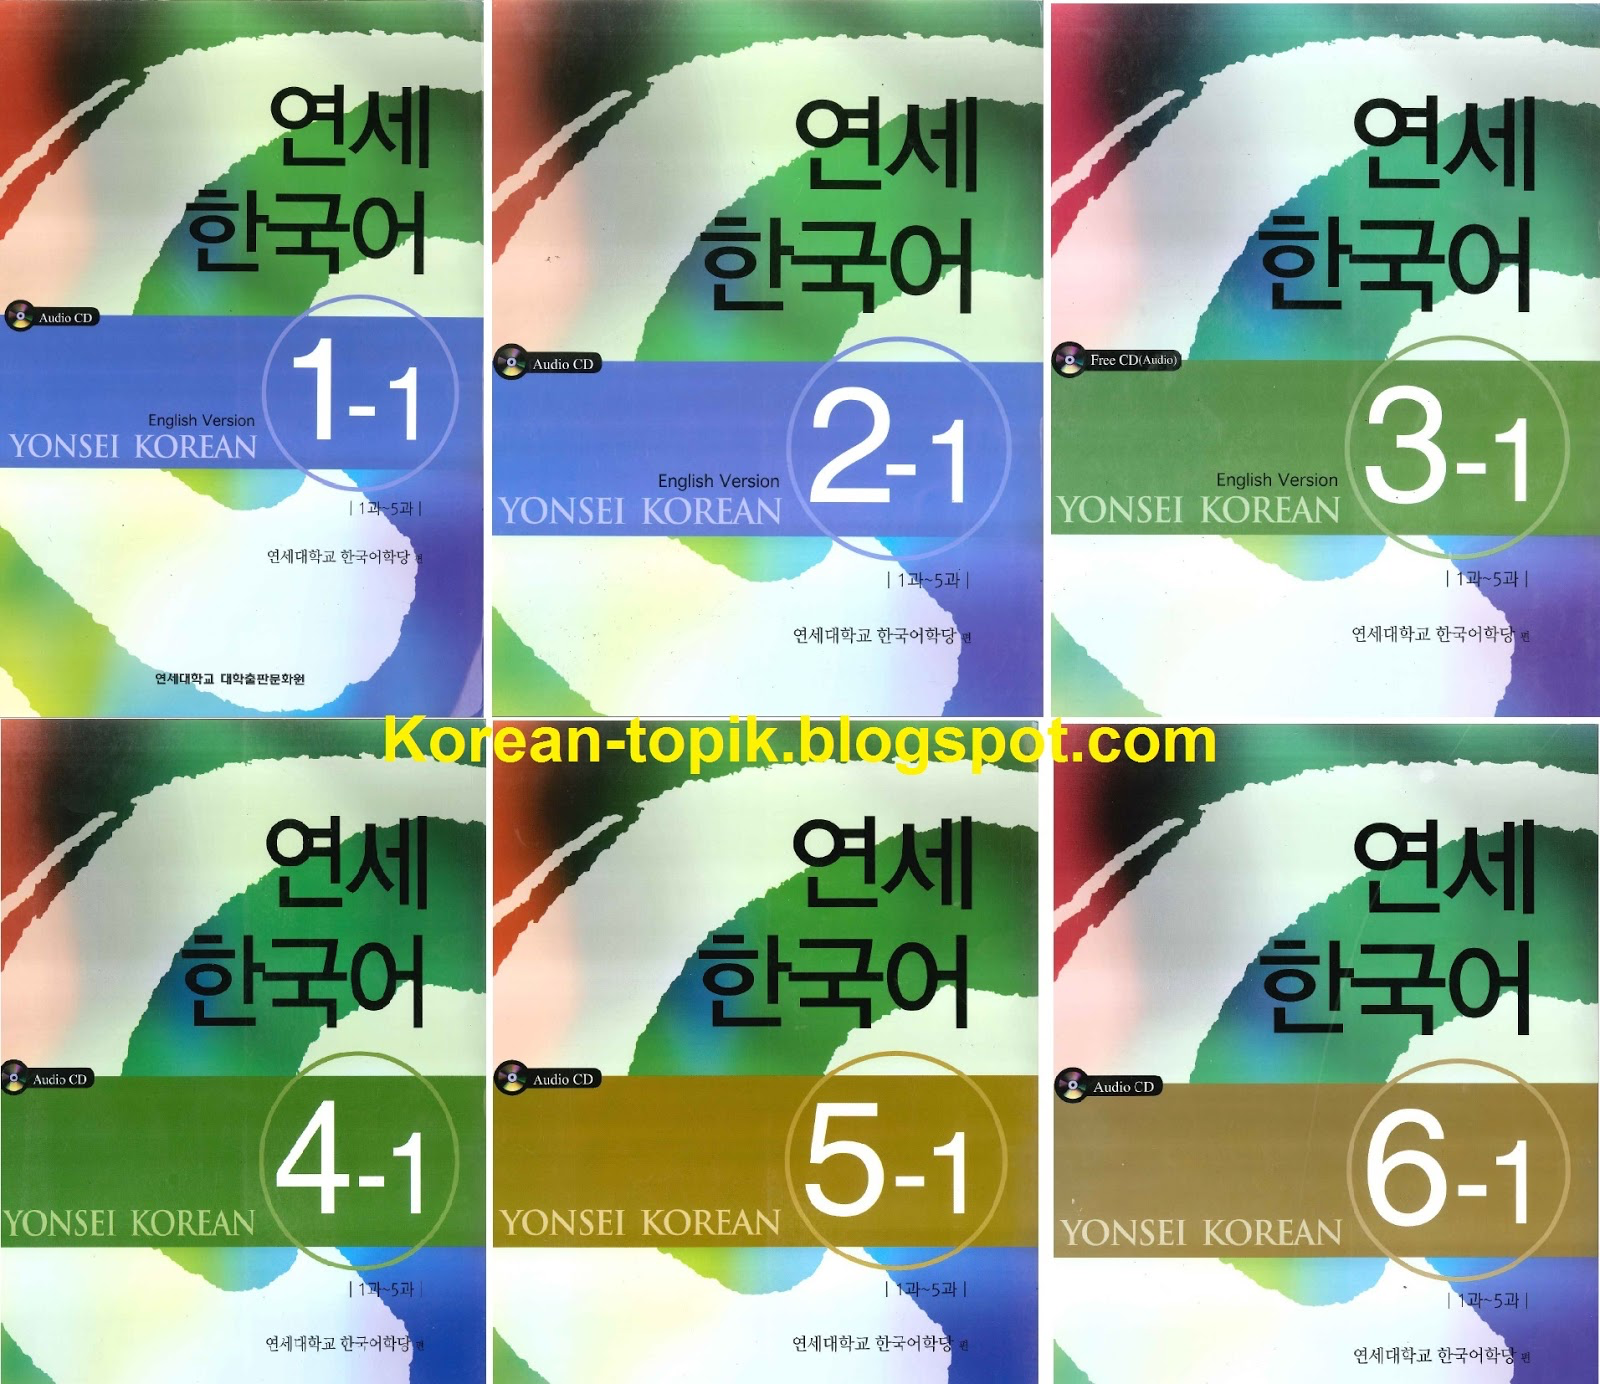 연세
한국어
Audio CD
1-1
English Version
YONSEI KOREAN
| 1과~5과 |
연세대학교 한국어학당 편
연세대학교 대학출판문화원
연세
한국어
Audio CD
2-1
English Version
YONSEI KOREAN
| 1과~5과 |
연세대학교 한국어학당 편
연세
한국어
Free CD(Audio)
3-1
English Version
YONSEI KOREAN
| 1과~5과 |
연세대학교 한국어학당 편
Korean-topik.blogspot.com
연세
한국어
Audio CD
4-1
YONSEI KOREAN
| 1과~5과 |
연세대학교 한국어학당 편
연세
한국어
Audio CD
5-1
YONSEI KOREAN
| 1과~5과 |
연세대학교 한국어학당 편
연세
한국어
Audio CD
6-1
YONSEI KOREAN
| 1과~5과 |
연세대학교 한국어학당 편